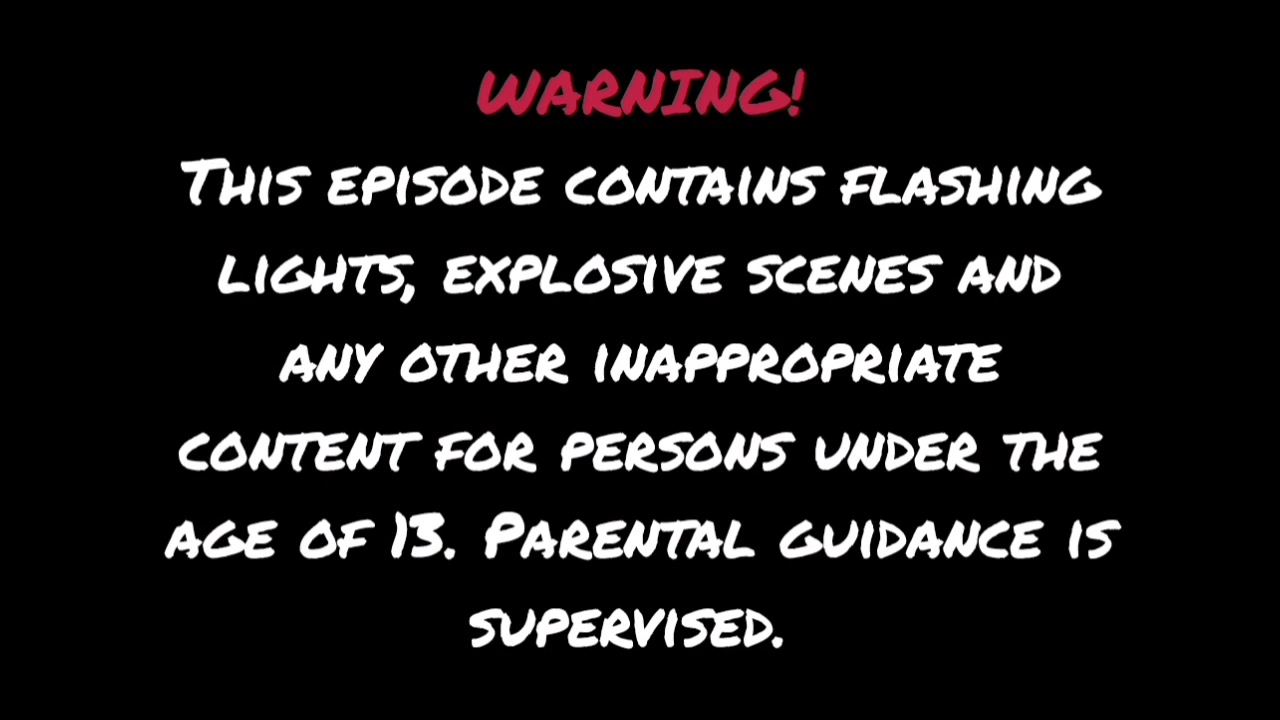 WARNING!
This episode contains flashing
lights, explosive scenes and
any other inappropriate
content for persons under the
age of 13. Parental guidance is
supervised.